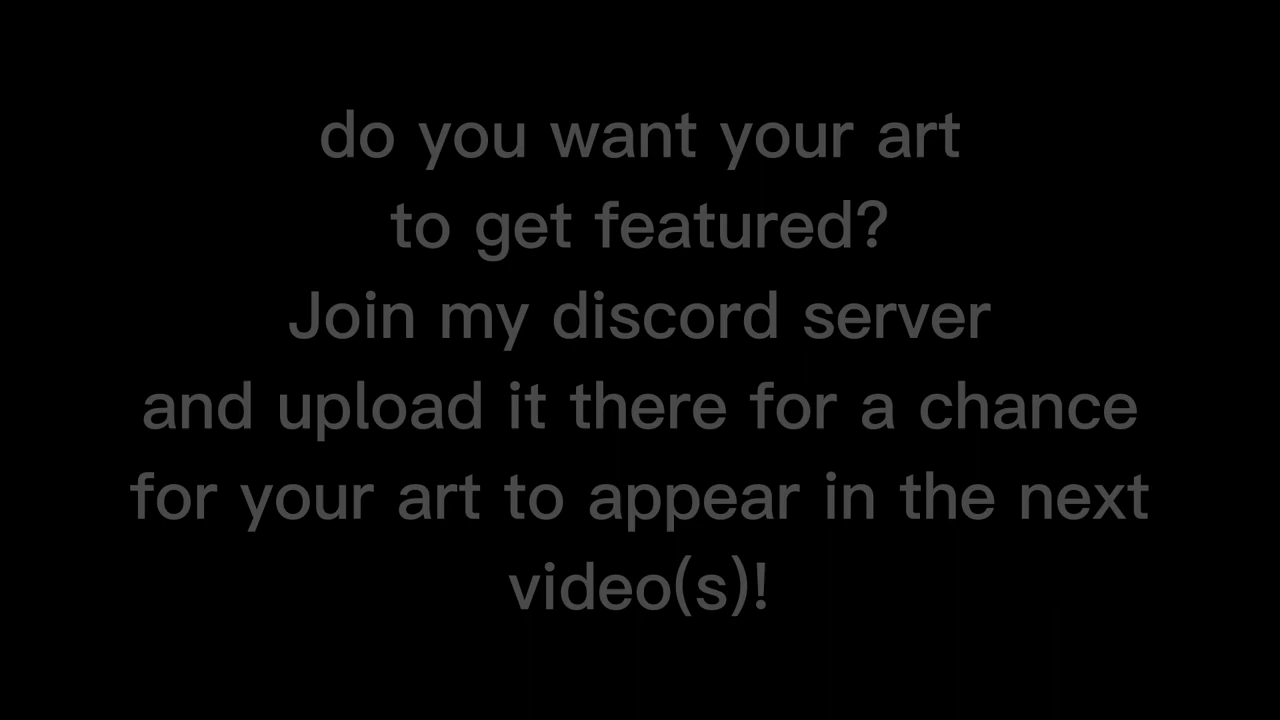 do you want your art
to get featured?
Join my discord server
and upload it there for a chance
for your art to appear in the next
video(s)!